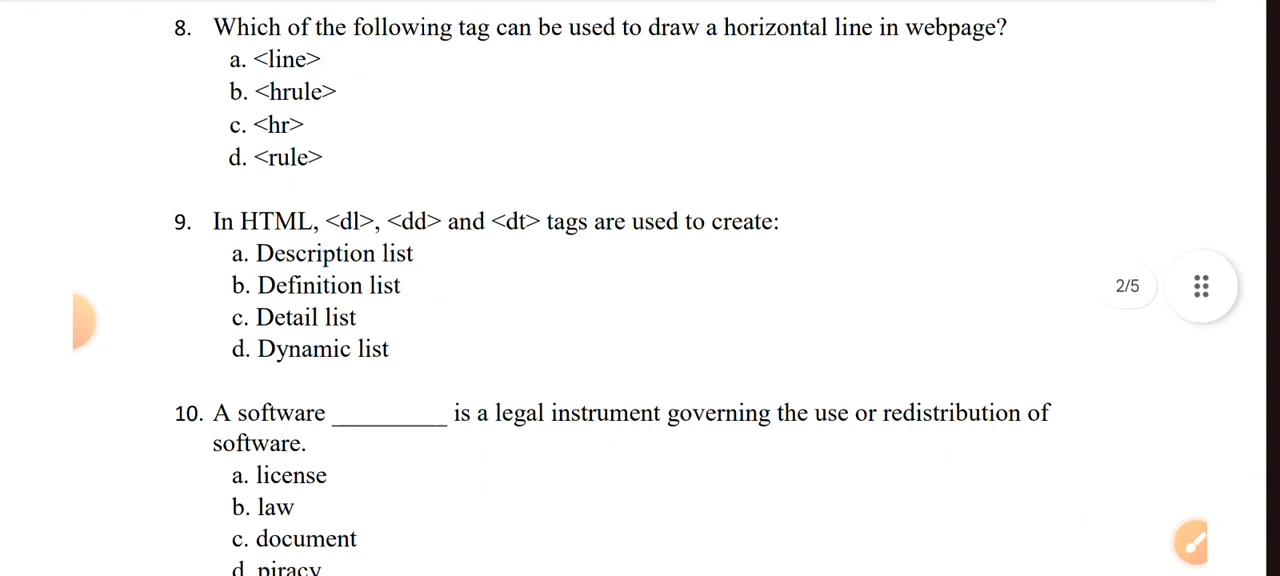 8. Which of the following tag can be used to draw a horizontal line in webpage?
a. <line>
b. <hrule>
c. <hr>
d. <rule>
9. In HTML, <dl>, <dd> and <dt> tags are used to create:
a. Description list
b. Definition list
c. Detail list
d. Dynamic list
2/5
10. A software _________ is a legal instrument governing the use or redistribution of
software.
a. license
b. law
c. document
d. piracy